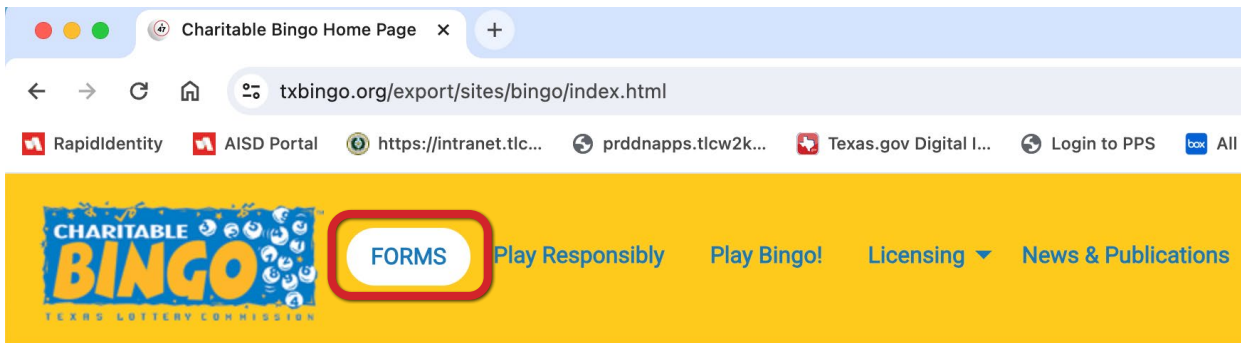 Charitable Bingo Home Page
txbingo.org/export/sites/bingo/index.html
RapidIdentity AISD Portal https://intranet.tlc... prddnapps.tlcw2k... Texas.gov Digital I... Login to PPS box All
CHARITABLE
BINGO
TEXAS LOTTERY COMMISSION
FORMS Play Responsibly Play Bingo! Licensing News & Publications